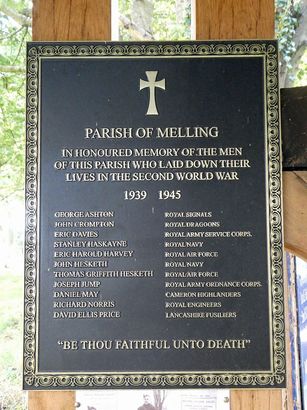 PARISH OF MELLING
IN HONOURED MEMORY OF THE MEN
OF THIS PARISH WHO LAID DOWN THEIR
LIVES IN THE SECOND WORLD WAR
1939 1945
GEORGE ASHTON ROYAL SIGNALS
JOHN CROMPTON ROYAL DRAGOONS
ERIC DAVIES ROYAL ARMY SERVICE CORPS.
STANLEY HASKAYNE ROYAL NAVY
ERIC HAROLD HARVEY ROYAL AIR FORCE
JOHN HESKETH ROYAL NAVY
THOMAS GRIFFITH HESKETH ROYAL AIR FORCE
JOSEPH JUMP ROYAL ARMY ORDNANCE CORPS.
DANIEL MAY CAMERON HIGHLANDERS
RICHARD NORRIS ROYAL ENGINEERS
DAVID ELLIS PRICE LANCASHIRE FUSILIERS
"BE THOU FAITHFUL UNTO DEATH"